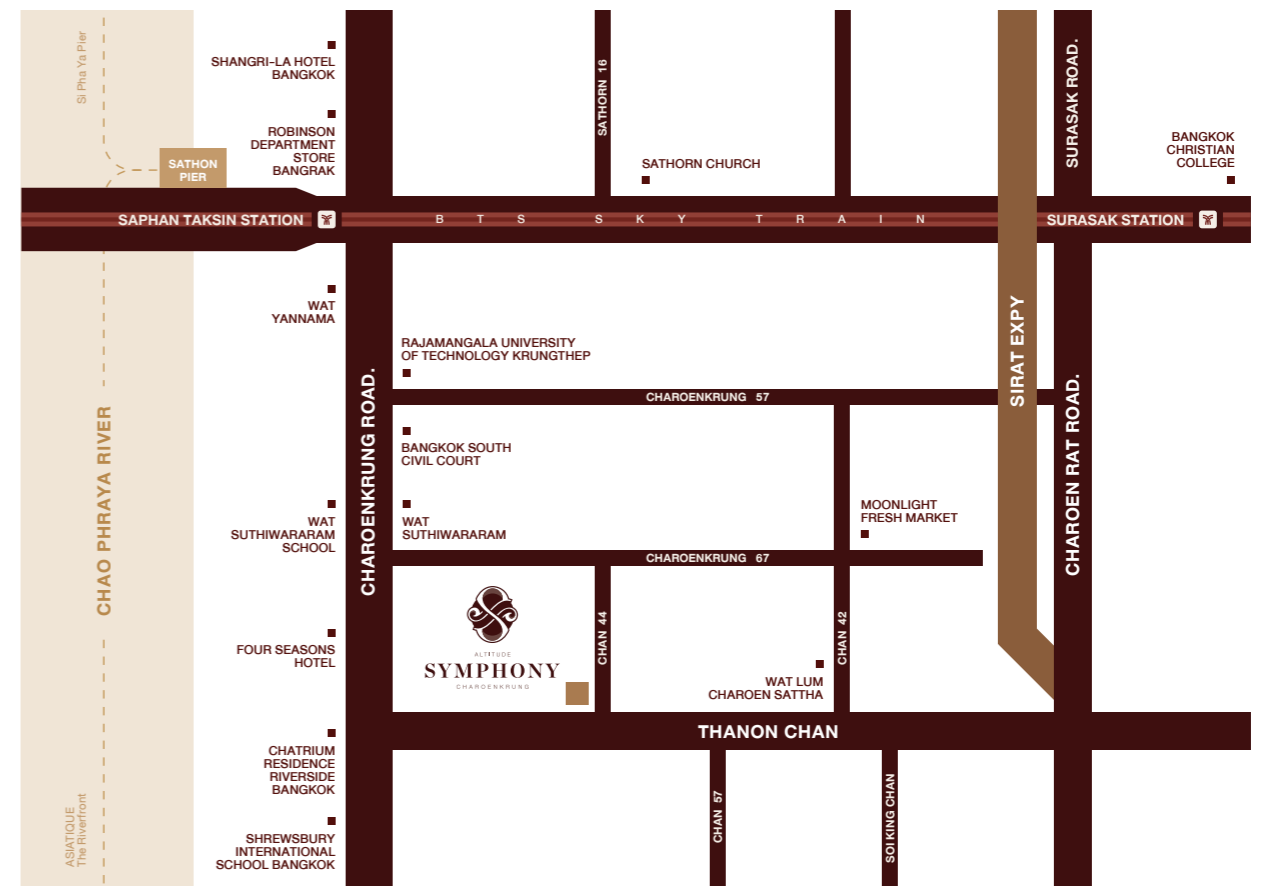 Si Pha Ya Pier
SHANGRI-LA HOTEL
BANGKOK
ROBINSON
DEPARTMENT
STORE
BANGRAK
SATHON
PIER
SATHORN 16
SATHORN CHURCH
SURASAK ROAD.
BANGKOK
CHRISTIAN
COLLEGE
SAPHAN TAKSIN STATION
BTS SKY TRAIN
SURASAK STATION
WAT
YANNAMA
RAJAMANGALA UNIVERSITY
OF TECHNOLOGY KRUNGTHEP
SIRAT EXPY
CHAROENKRUNG 57
CHAO PHRAYA RIVER
CHAROENKRUNG ROAD.
CHAROEN RAT ROAD.
BANGKOK SOUTH
CIVIL COURT
WAT
SUTHIWARARAM
SCHOOL
WAT
SUTHIWARARAM
MOONLIGHT
FRESH MARKET
CHAROENKRUNG 67
FOUR SEASONS
HOTEL
ALTITUDE
SYMPHONY
CHAROENKRUNG
CHAN 44
CHAN 42
WAT LUM
CHAROEN SATTHA
THANON CHAN
CHATRIUM
RESIDENCE
RIVERSIDE
BANGKOK
CHAN 57
SOI KING CHAN
ASIATIQUE
The Riverfront
SHREWSBURY
INTERNATIONAL
SCHOOL BANGKOK